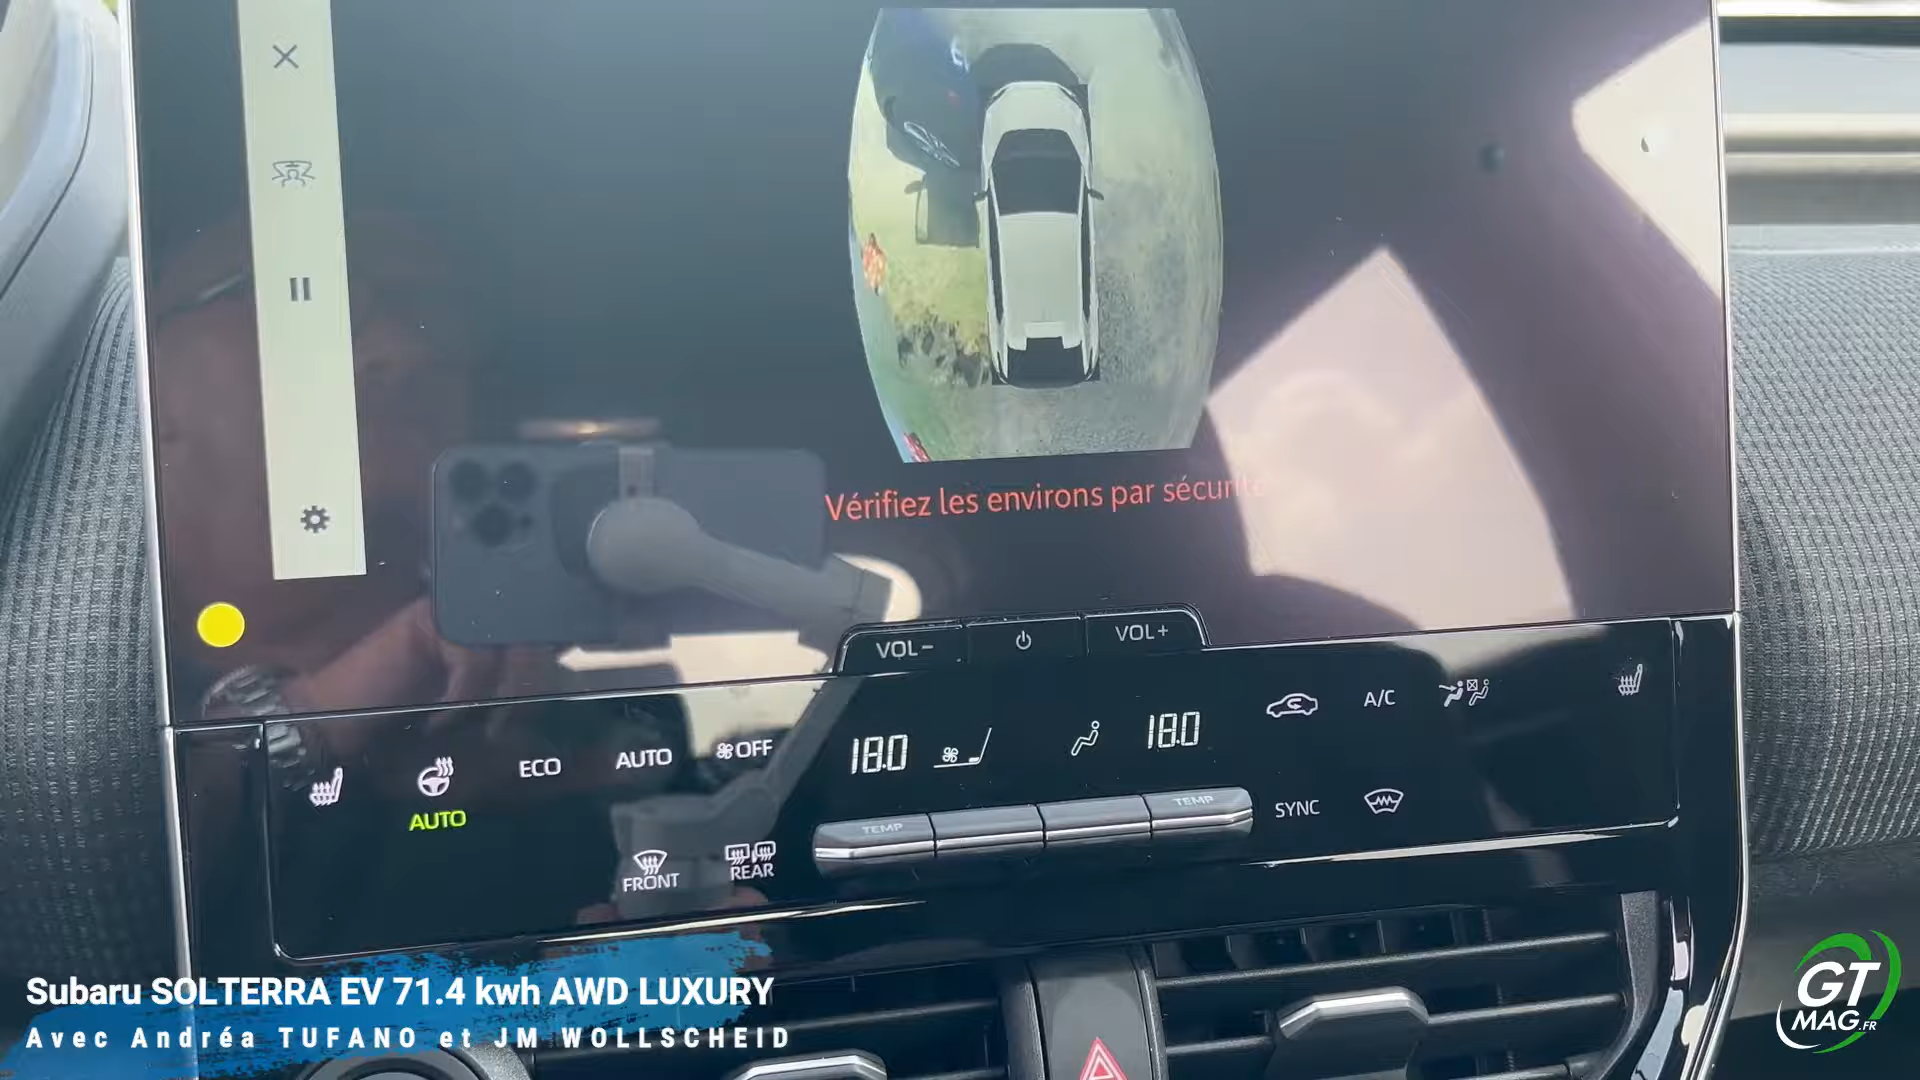 Vérifiez les environs par sécurité
VOL-
VOL+
AUTO
ECO
AUTO
OFF
18.0
18.0
A/C
TEMP
TEMP
SYNC
FRONT
REAR
Subaru SOLTERRA EV 71.4 kwh AWD LUXURY
Avec Andréa TUFANO et JM WOLLSCHEID
GT
MAG.FR